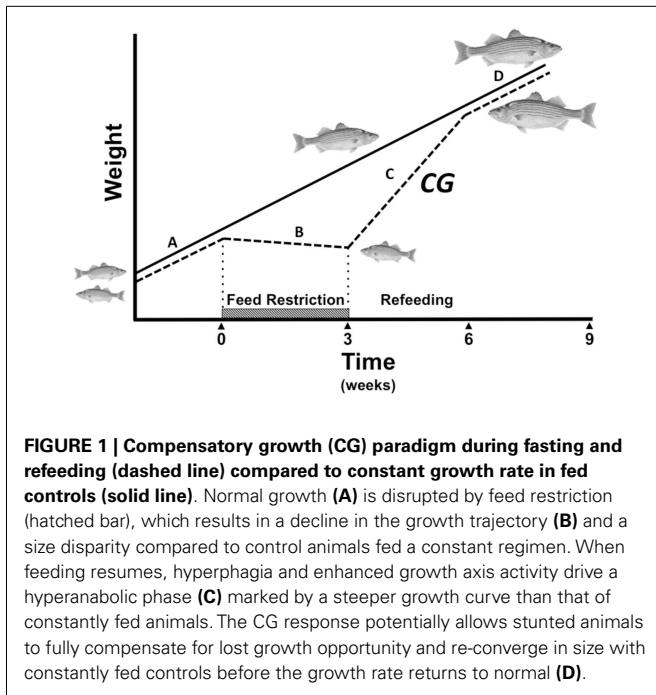 D
Weight
C
CG
A
B
Feed Restriction Refeeding
0 3 6 9
Time
(weeks)
FIGURE 1 | Compensatory growth (CG) paradigm during fasting and
refeeding (dashed line) compared to constant growth rate in fed
controls (solid line). Normal growth (A) is disrupted by feed restriction
(hatched bar), which results in a decline in the growth trajectory (B) and a
size disparity compared to control animals fed a constant regimen. When
feeding resumes, hyperphagia and enhanced growth axis activity drive a
hyperanabolic phase (C) marked by a steeper growth curve than that of
constantly fed animals. The CG response potentially allows stunted animals
to fully compensate for lost growth opportunity and re-converge in size with
constantly fed controls before the growth rate returns to normal (D).